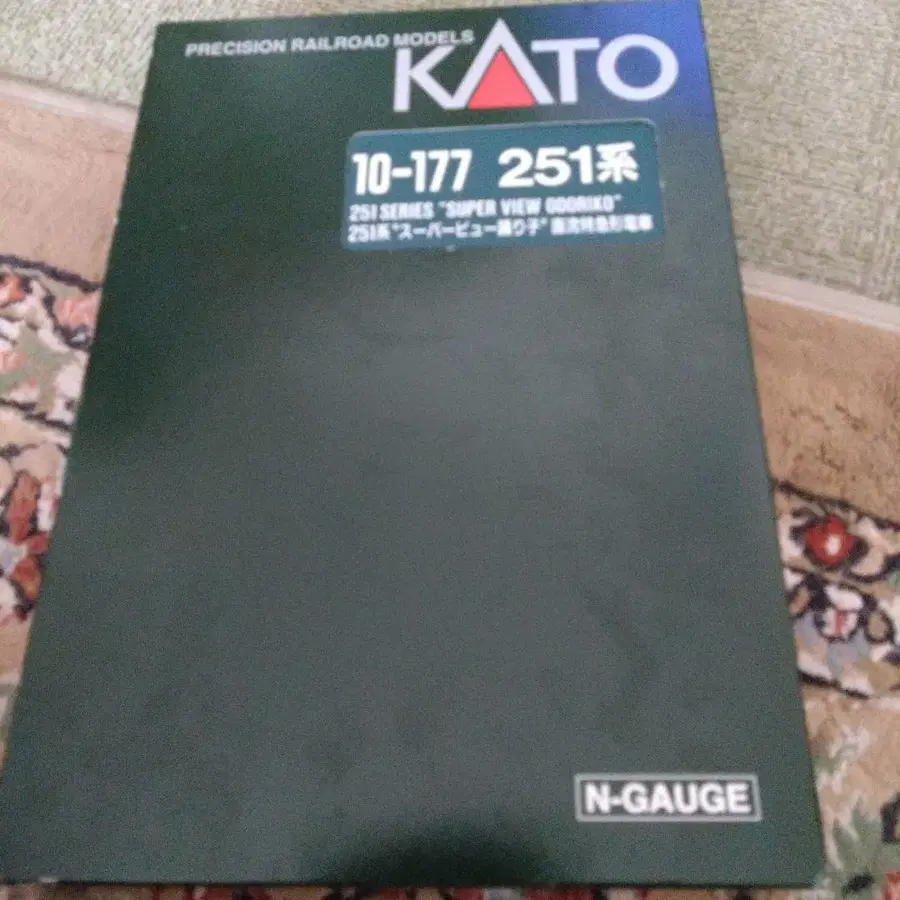 PRECISION RAILROAD MODELS
KATO
10-177 251系
251 SERIES "SUPER VIEW ODORIKO"
251系"スーパービュー踊り子" 直流特急形電車
N-GAUGE